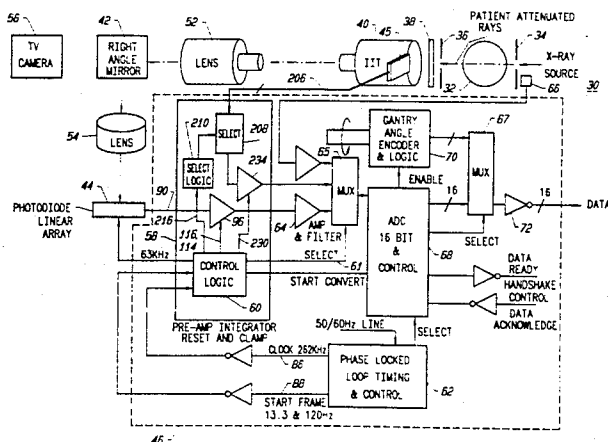 56
TV
CAMERA
42
RIGHT
ANGLE
MIRROR
52
LENS
40
45
IIT
38
36
PATIENT
ATTENUATED
RAYS
34
32
X-RAY
SOURCE
66
30
206
54
LENS
44
PHOTODIODE
LINEAR
ARRAY
90
210
SELECT
208
SELECT
LOGIC
234
216
58
116
114
96
230
63KHz
CONTROL
LOGIC
60
PRE-AMP INTEGRATOR
RESET AND CLAMP
64
AMP
& FILTER
65
MUX
SELECT
61
START CONVERT
GANTRY
ANGLE
ENCODER
& LOGIC
70
ENABLE
16
ADC
16 BIT
&
CONTROL
68
67
MUX
SELECT
72
16
DATA
DATA
READY
HANDSHAKE
CONTROL
DATA
ACKNOWLEDGE
50/60Hz LINE
SELECT
CLOCK 262KHz
86
88
START FRAME
13.3 & 120Hz
PHASE LOCKED
LOOP TIMING
& CONTROL
62
46